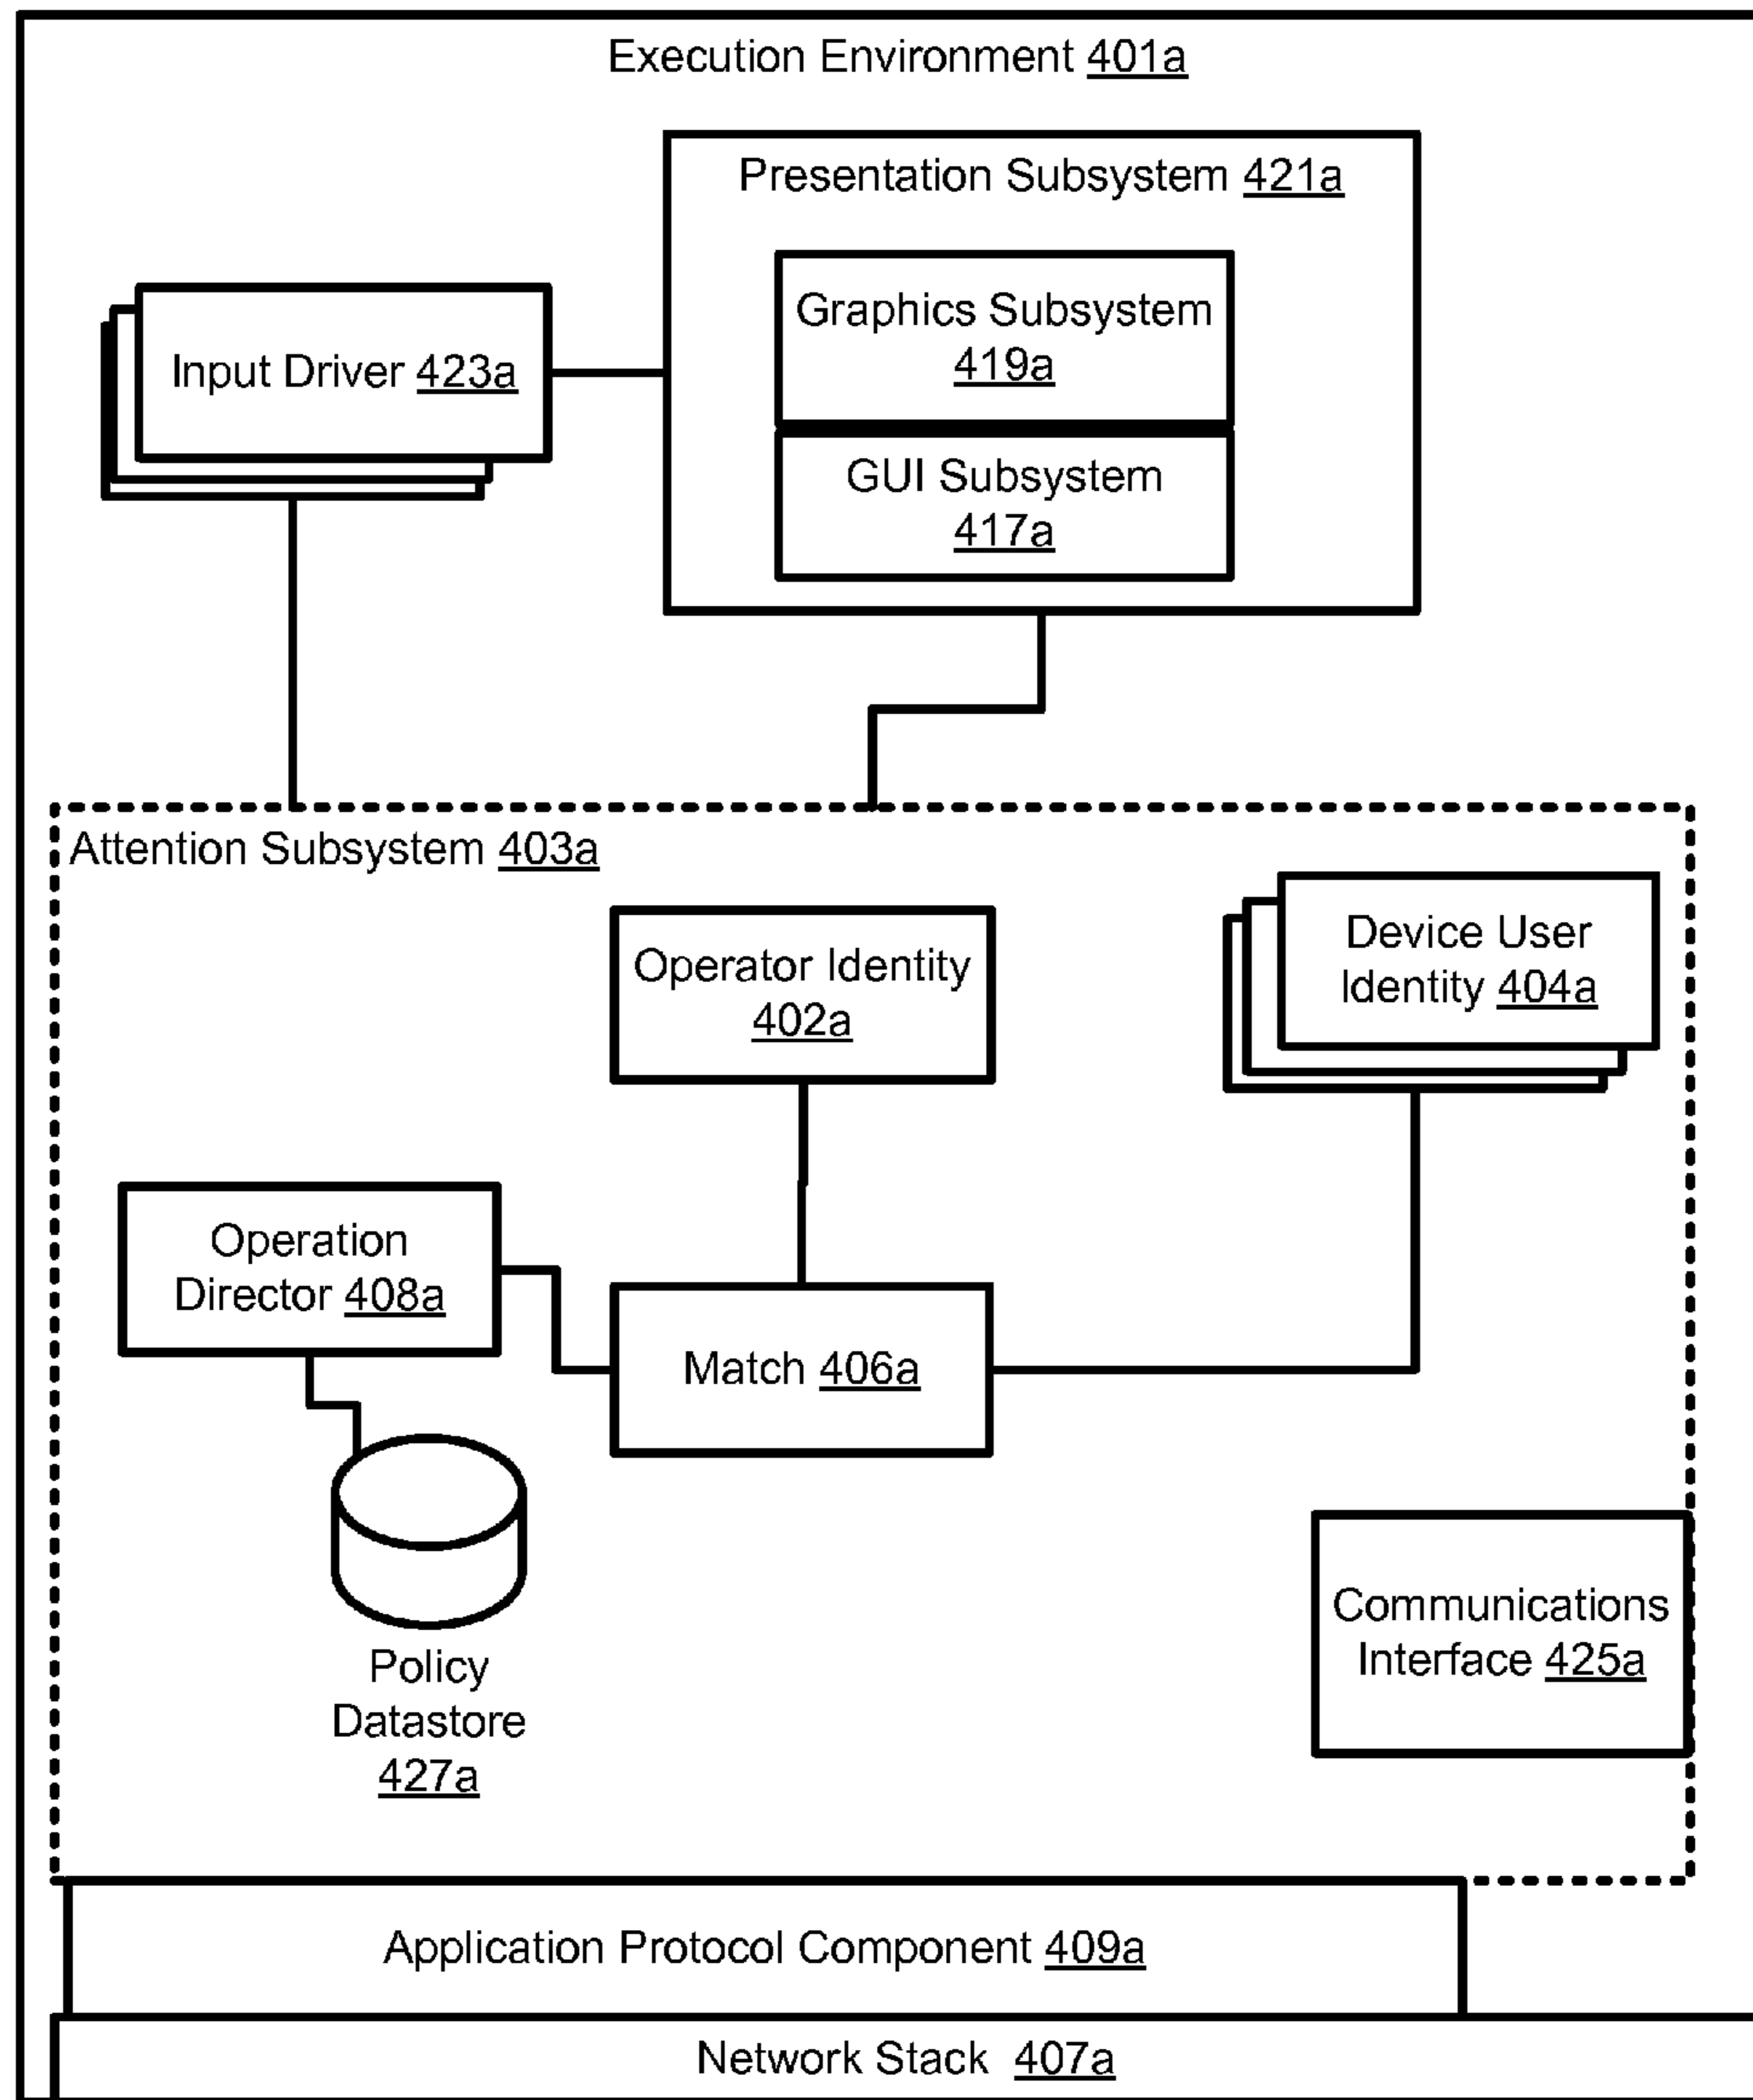 Execution Environment 401a
Presentation Subsystem 421a
Graphics Subsystem
419a
Input Driver 423a
GUI Subsystem
417a
Attention Subsystem 403a
Device User
Identity 404a
Operator Identity
402a
Operation
Director 408a
Match 406a
Communications
Interface 425a
Policy
Datastore
427a
Application Protocol Component 409a
Network Stack 407a